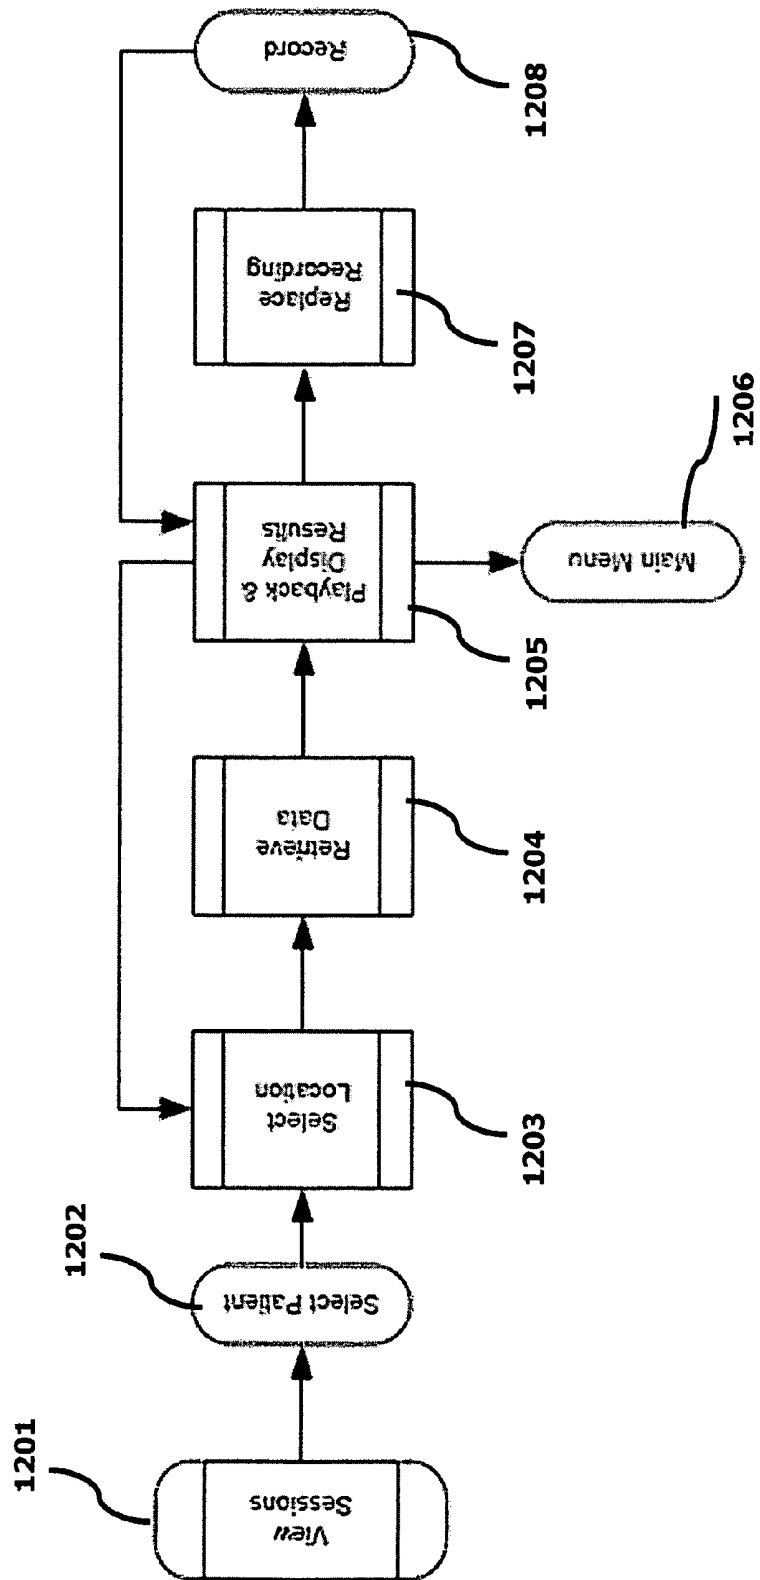 View
Sessions
1201
Select Patient
1202
Select
Location
1203
Retrieve
Data
1204
Playback &
Display
Results
1205
Main Menu
1206
Replace
Recording
1207
Record
1208